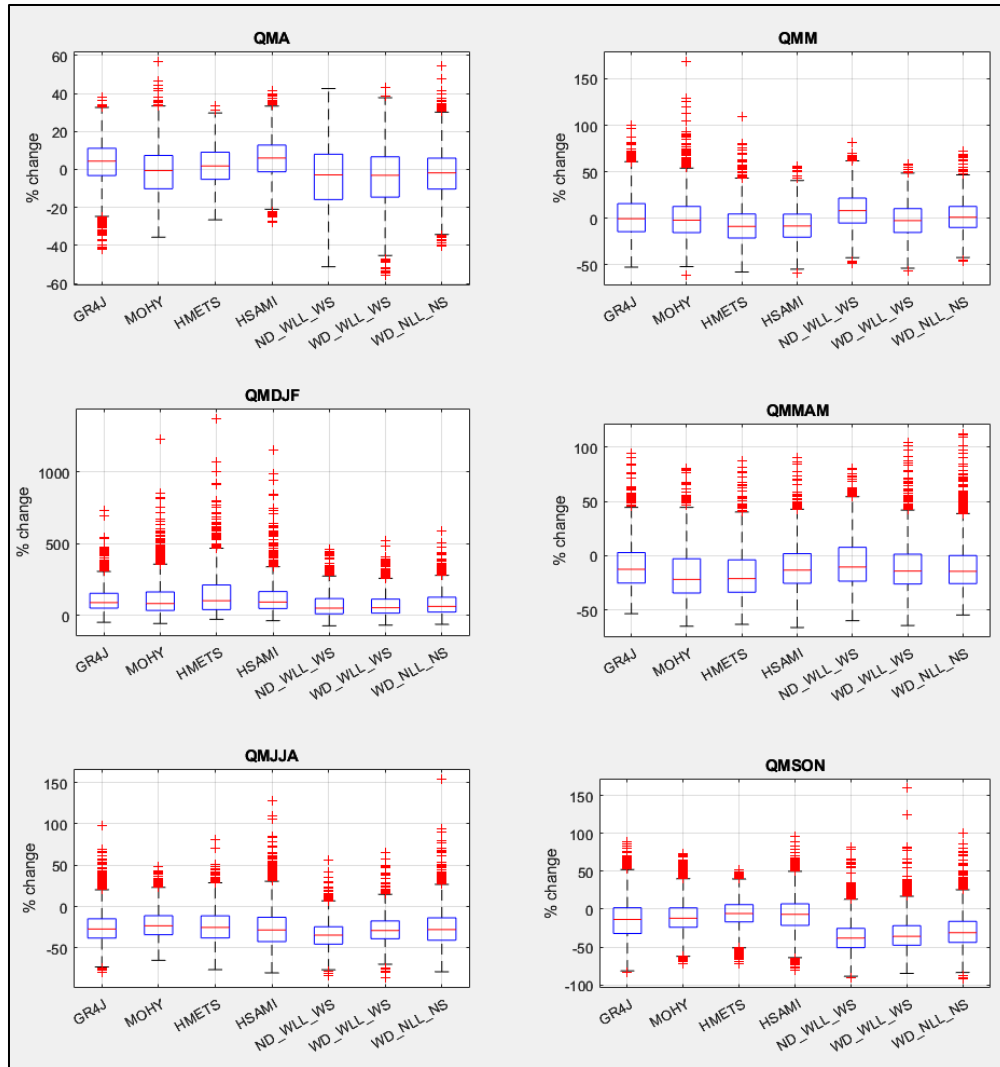 QMA
60
40
20
0
-20
-40
-60
% change
GR4J
MOHY
HMETS
HSAMI
ND_WLL_WS
WD_WLL_WS
WD_NLL_NS
QMM
150
100
50
0
-50
% change
GR4J
MOHY
HMETS
HSAMI
ND_WLL_WS
WD_WLL_WS
WD_NLL_NS
QMDJF
1000
500
0
% change
GR4J
MOHY
HMETS
HSAMI
ND_WLL_WS
WD_WLL_WS
WD_NLL_NS
QMMAM
100
50
-0
-50
% change
GR4J
MOHY
HMETS
HSAMI
ND_WLL_WS
WD_WLL_WS
WD_NLL_NS
QMJJA
150
100
50
-0
-50
% change
GR4J
MOHY
HMETS
HSAMI
ND_WLL_WS
WD_WLL_WS
WD_NLL_NS
QMSON
150
100
50
0
-50
-100
% change
GR4J
MOHY
HMETS
HSAMI
ND_WLL_WS
WD_WLL_WS
WD_NLL_NS